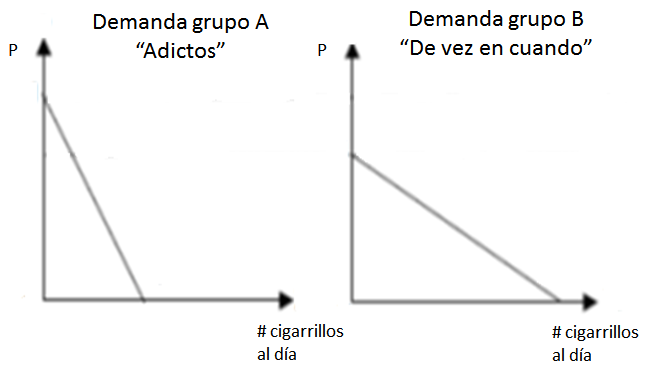 Demanda grupo A
“Adictos”
P
# cigarrillos
al día
Demanda grupo B
“De vez en cuando”
P
# cigarrillos
al día